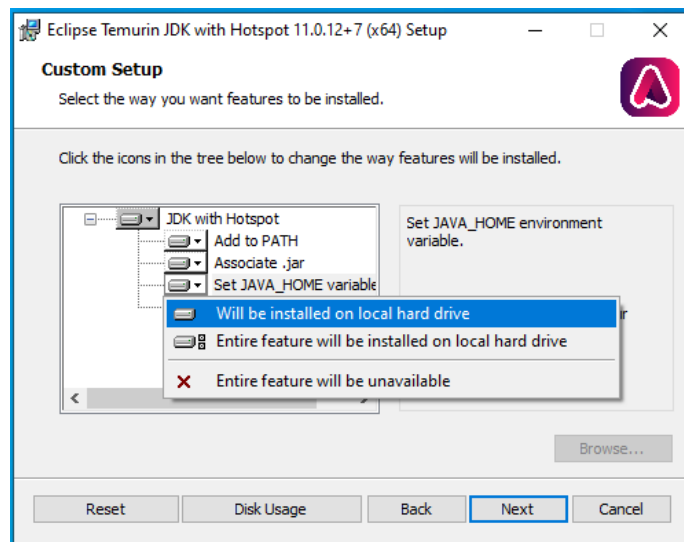 Eclipse Temurin JDK with Hotspot 11.0.12+7 (x64) Setup
Custom Setup
Select the way you want features to be installed.
Click the icons in the tree below to change the way features will be installed.
JDK with Hotspot
Add to PATH
Associate .jar
Set JAVA_HOME variable
Set JAVA_HOME environment
variable.
Will be installed on local hard drive
Entire feature will be installed on local hard drive
Entire feature will be unavailable
Browse...
Reset
Disk Usage
Back
Next
Cancel